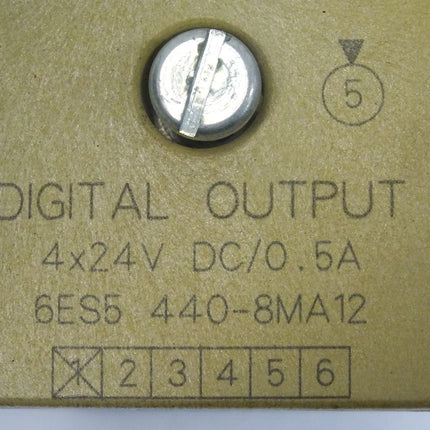 5
DIGITAL OUTPUT
4x24V DC/0.5A
6ES5 440-8MA12
1 2 3 4 5 6